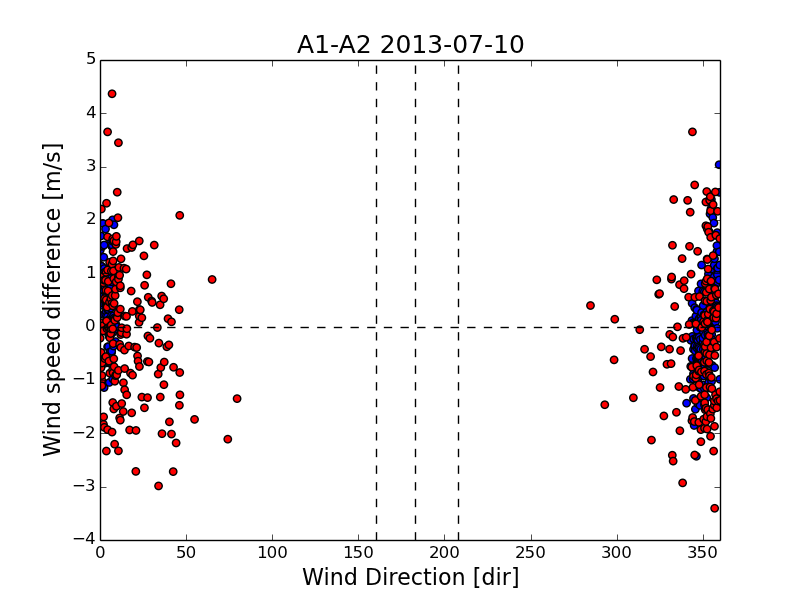 A1-A2 2013-07-10
5
4
3
2
1
0
−1
−2
−3
−4
Wind speed difference [m/s]
0 50 100 150 200 250 300 350
Wind Direction [dir]